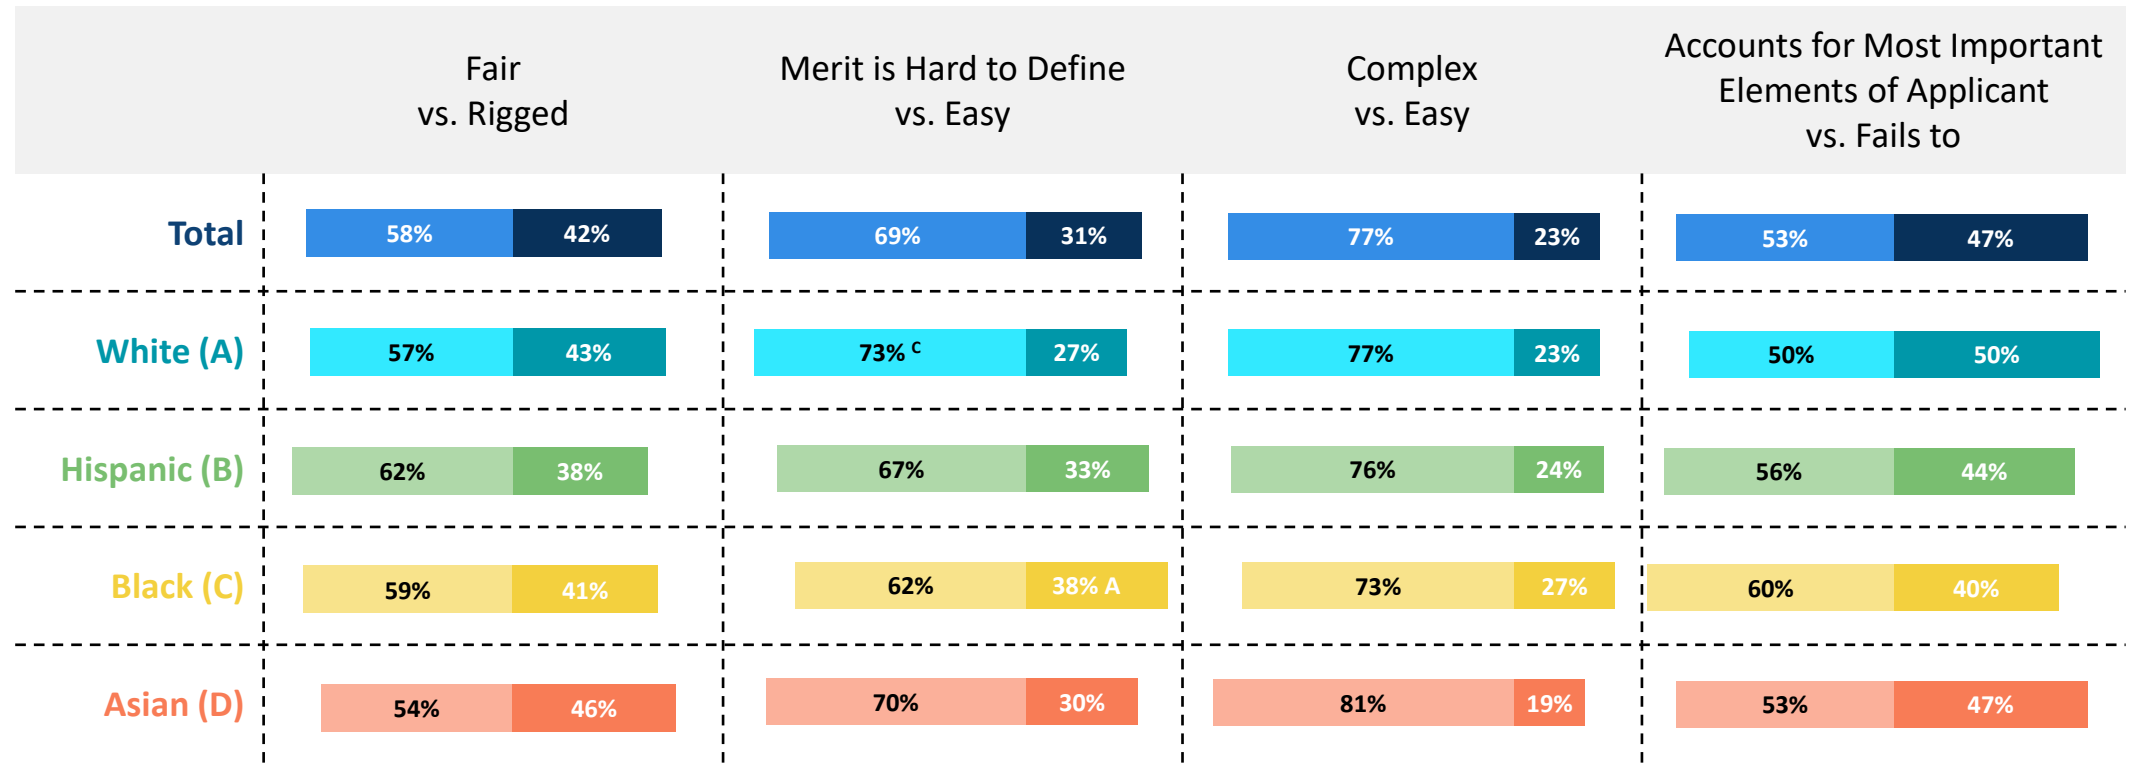 Fair
vs. Rigged
Merit is Hard to Define
vs. Easy
Complex
vs. Easy
Accounts for Most Important
Elements of Applicant
vs. Fails to
Total
58% 42%
69% 31%
77% 23%
53% 47%
White (A)
57% 43%
73% C 27%
77% 23%
50% 50%
Hispanic (B)
62% 38%
67% 33%
76% 24%
56% 44%
Black (C)
59% 41%
62% 38% A
73% 27%
60% 40%
Asian (D)
54% 46%
70% 30%
81% 19%
53% 47%